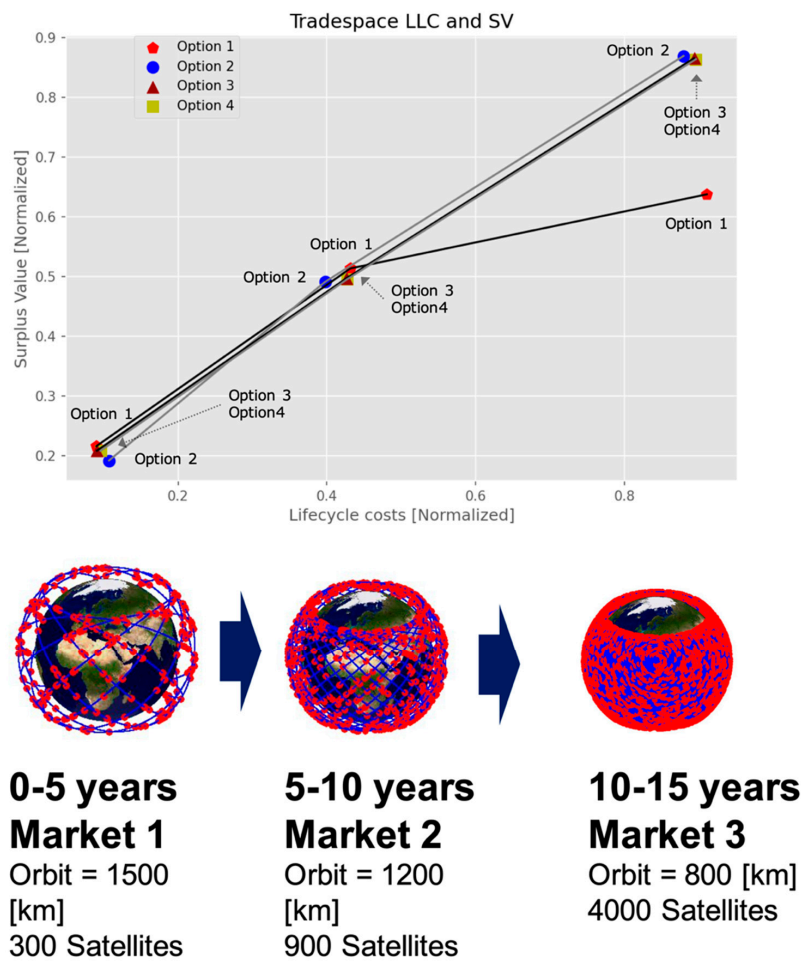 Tradespace LLC and SV
Option 1
Option 2
Option 3
Option 4
Surplus Value [Normalized]
0.9
0.8
0.7
0.6
0.5
0.4
0.3
0.2
Option 2
Option 3
Option4
Option 1
Option 1
Option 2
Option 3
Option4
Option 3
Option4
Option 1
Option 2
0.2 0.4 0.6 0.8
Lifecycle costs [Normalized]
0-5 years
Market 1
Orbit = 1500
[km]
300 Satellites
5-10 years
Market 2
Orbit = 1200
[km]
900 Satellites
10-15 years
Market 3
Orbit = 800 [km]
4000 Satellites